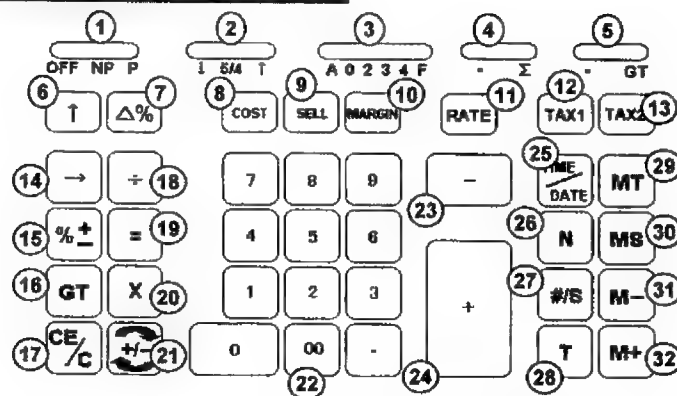 1 2 3 4 5
OFF NP P ↓ 5/4 ↑ A 0 2 3 4 F - Σ - GT
6 7 8 9 10 11 12 13
↑ Δ% COST SELL MARGIN RATE TAX1 TAX2
14 → ÷ 18 7 8 9 23 - 25 TIME/DATE MT 29
15 %± = 19 4 5 6 26 N MS 30
16 GT X 20 1 2 3 + 27 #/S M- 31
17 CE/C +/- 21 0 00 . 22 24 28 T M+ 32